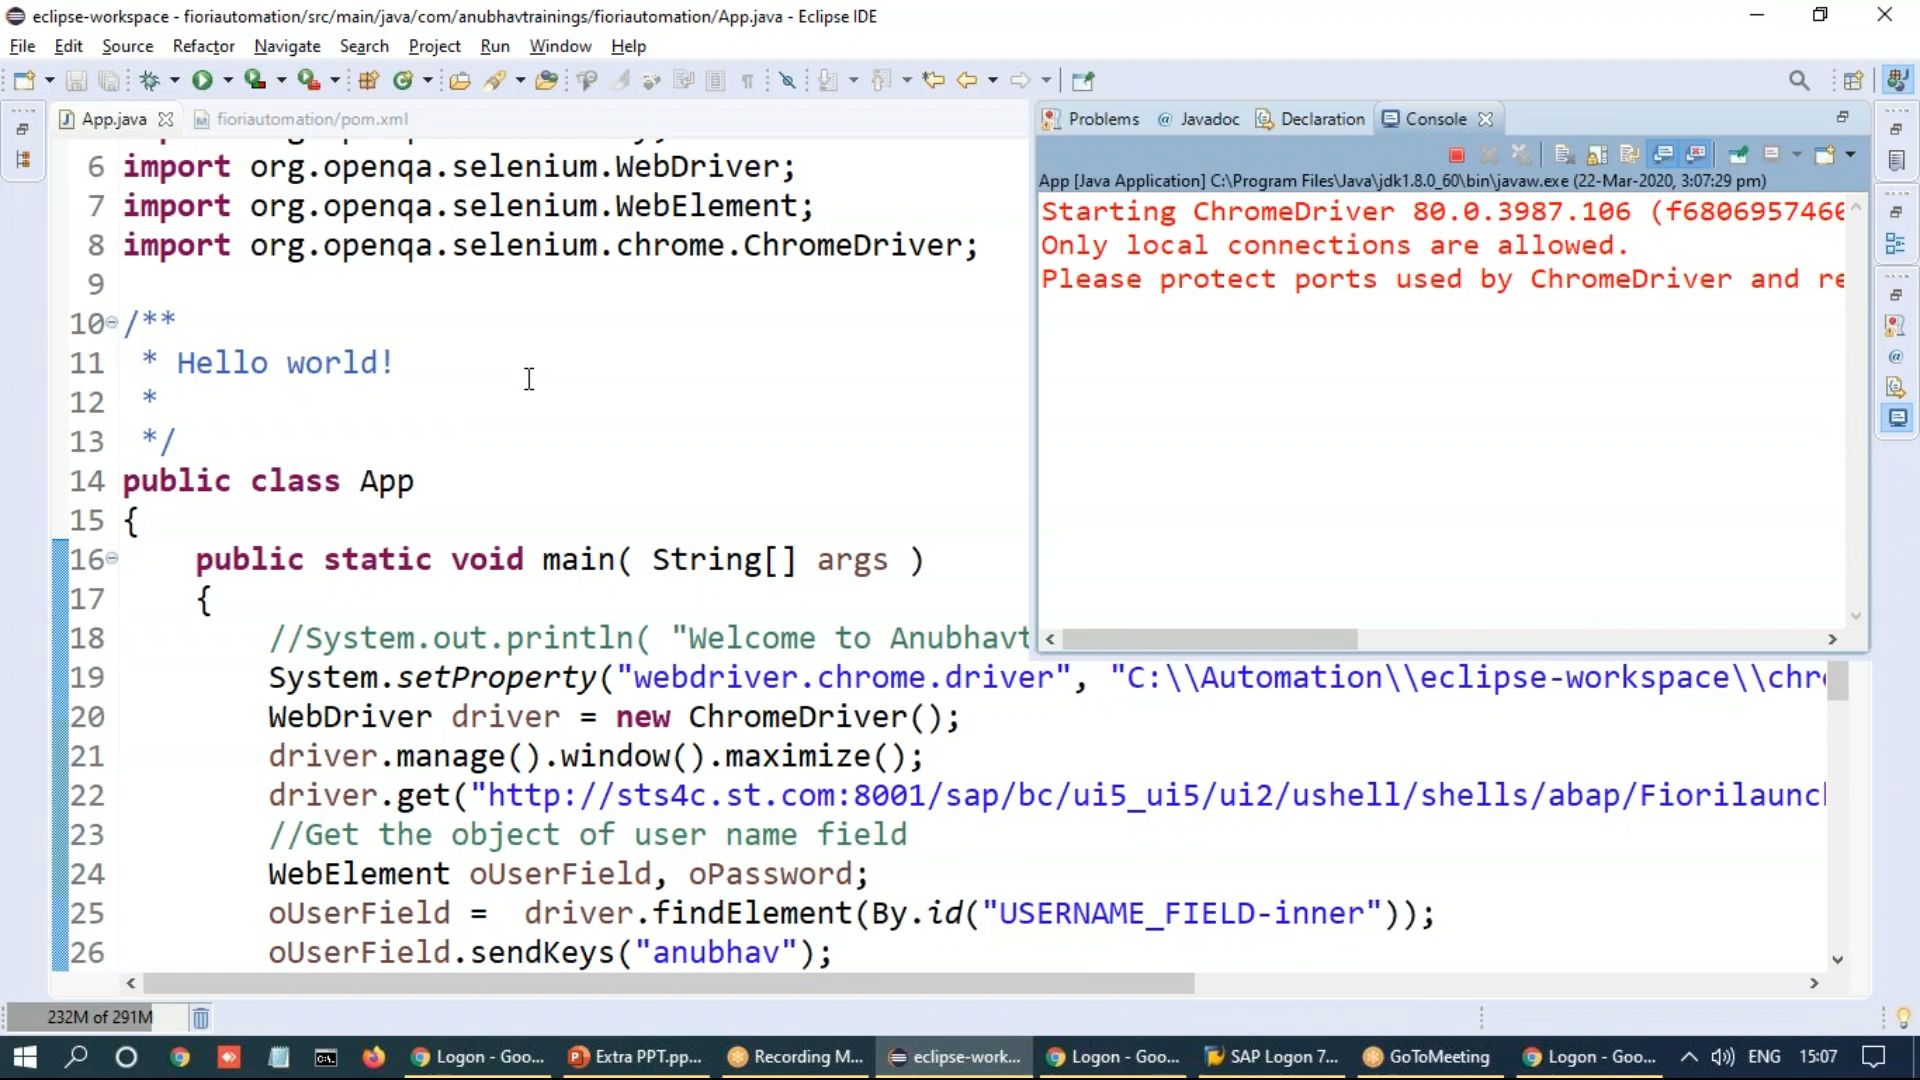 eclipse-workspace - fioriautomation/src/main/java/com/anubhavtrainings/fioriautomation/App.java - Eclipse IDE
File Edit Source Refactor Navigate Search Project Run Window Help
App.java fioriautomation/pom.xml
Problems @ Javadoc Declaration Console
App [Java Application] C:\Program Files\Java\jdk1.8.0_60\bin\javaw.exe (22-Mar-2020, 3:07:29 pm)
Starting ChromeDriver 80.0.3987.106 (f6806957466
Only local connections are allowed.
Please protect ports used by ChromeDriver and re
6 import org.openqa.selenium.WebDriver;
7 import org.openqa.selenium.WebElement;
8 import org.openqa.selenium.chrome.ChromeDriver;
9
10 /**
11 * Hello world!
12 *
13 */
14 public class App
15 {
16 public static void main( String[] args )
17 {
18 //System.out.println( "Welcome to Anubhavt
19 System.setProperty("webdriver.chrome.driver", "C:\\Automation\\eclipse-workspace\\chr
20 WebDriver driver = new ChromeDriver();
21 driver.manage().window().maximize();
22 driver.get("http://sts4c.st.com:8001/sap/bc/ui5_ui5/ui2/ushell/shells/abap/Fiorilauncl
23 //Get the object of user name field
24 WebElement oUserField, oPassword;
25 oUserField = driver.findElement(By.id("USERNAME_FIELD-inner"));
26 oUserField.sendKeys("anubhav");
232M of 291M
Logon - Goo... Extra PPT.pp... Recording M... eclipse-work... Logon - Goo... SAP Logon 7... GoToMeeting Logon - Goo... ENG 15:07